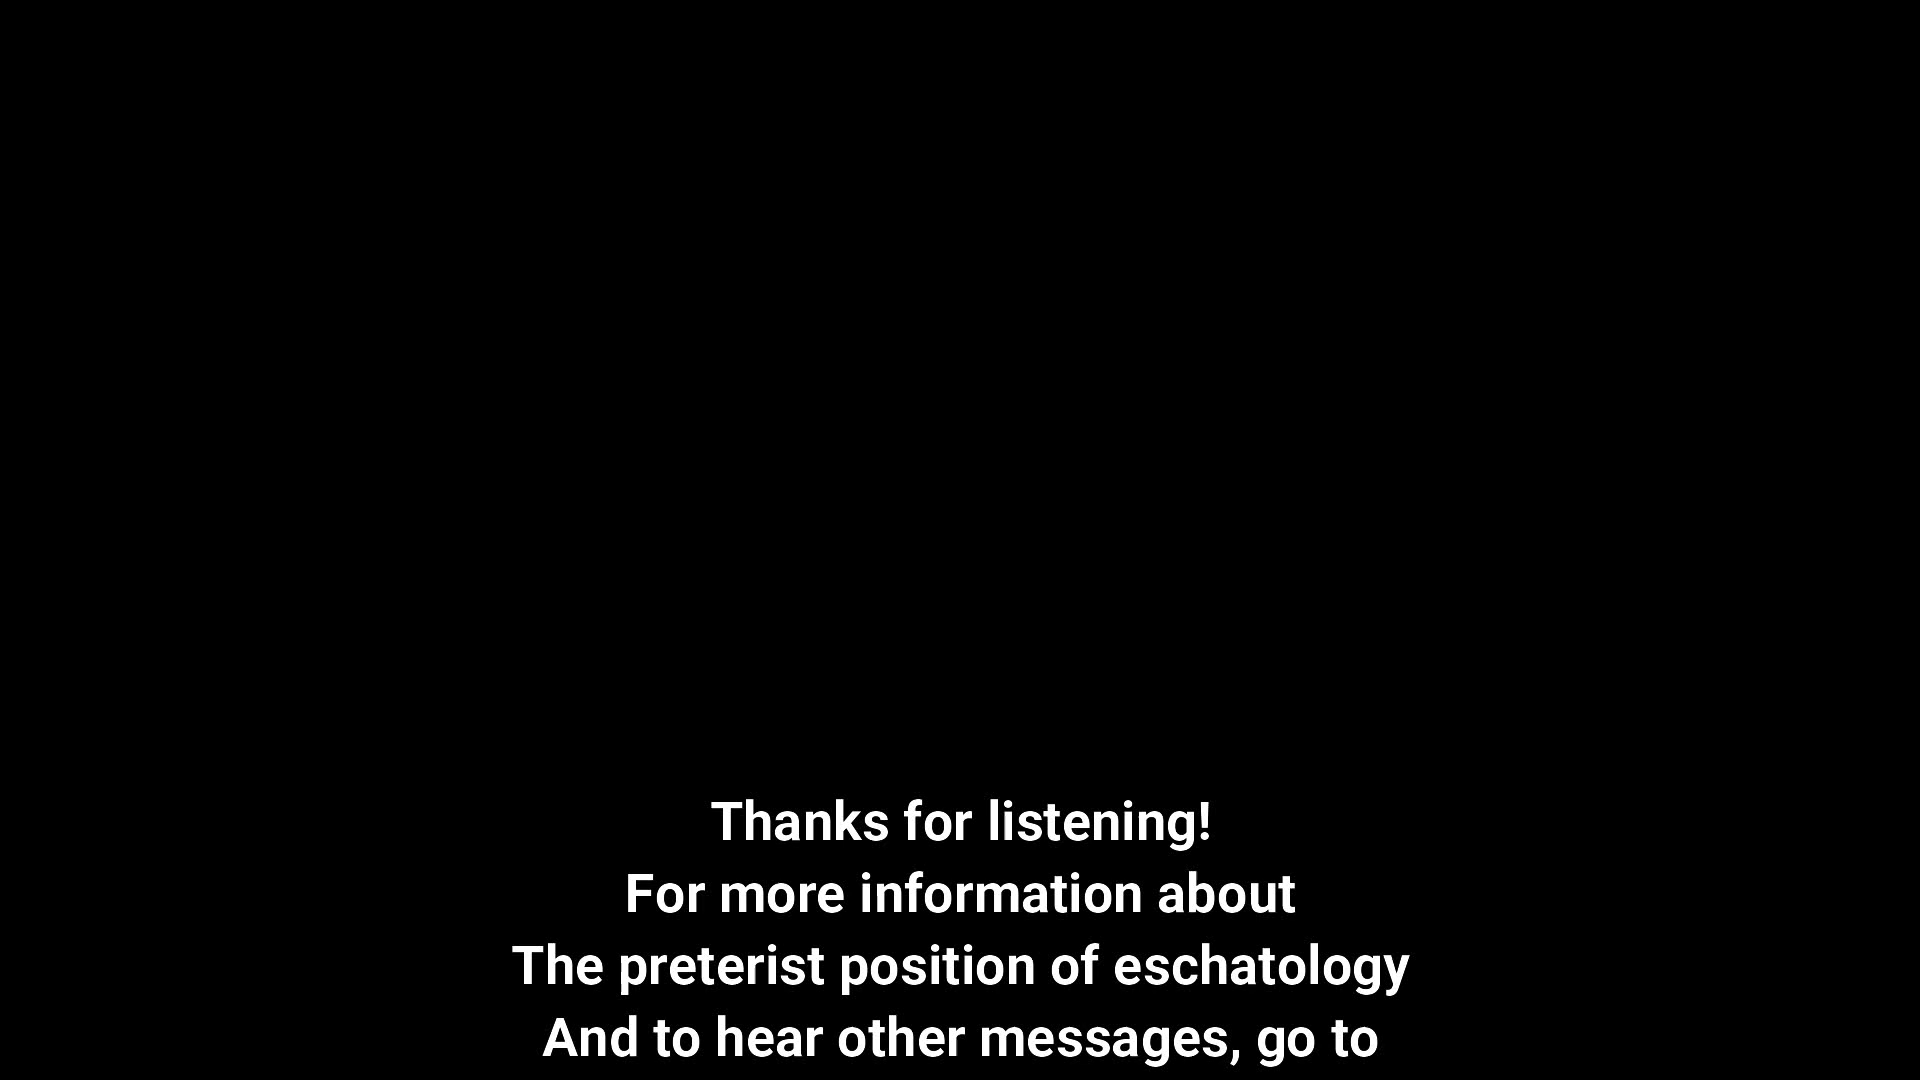 Thanks for listening!
For more information about
The preterist position of eschatology
And to hear other messages, go to